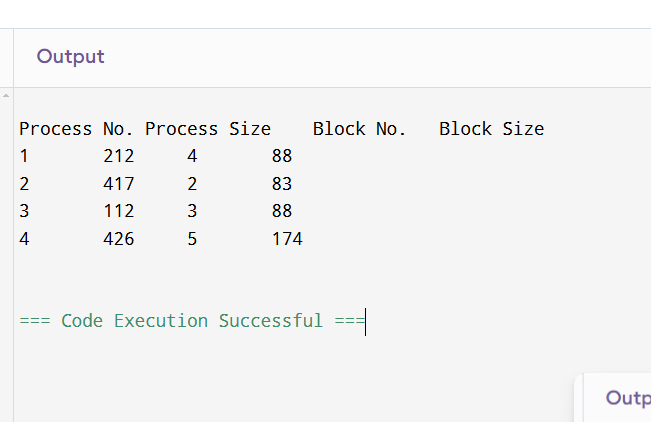 Output
Process No. Process Size    Block No.   Block Size
1       212     4       88
2       417     2       83
3       112     3       88
4       426     5       174
=== Code Execution Successful ===
Outp